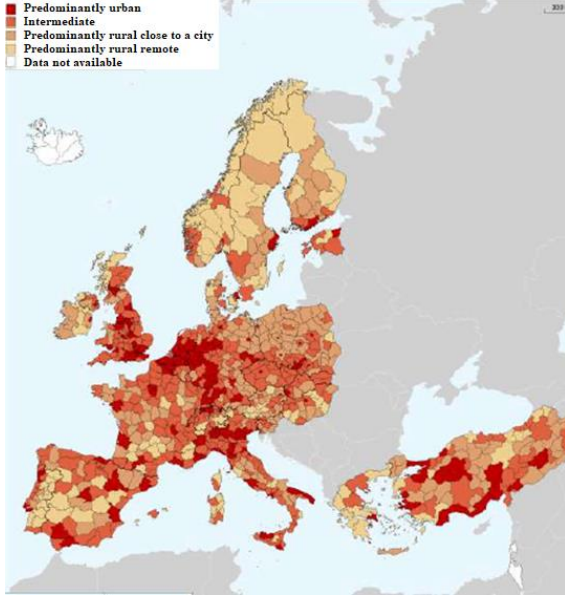 Predominantly urban
Intermediate
Predominantly rural close to a city
Predominantly rural remote
Data not available